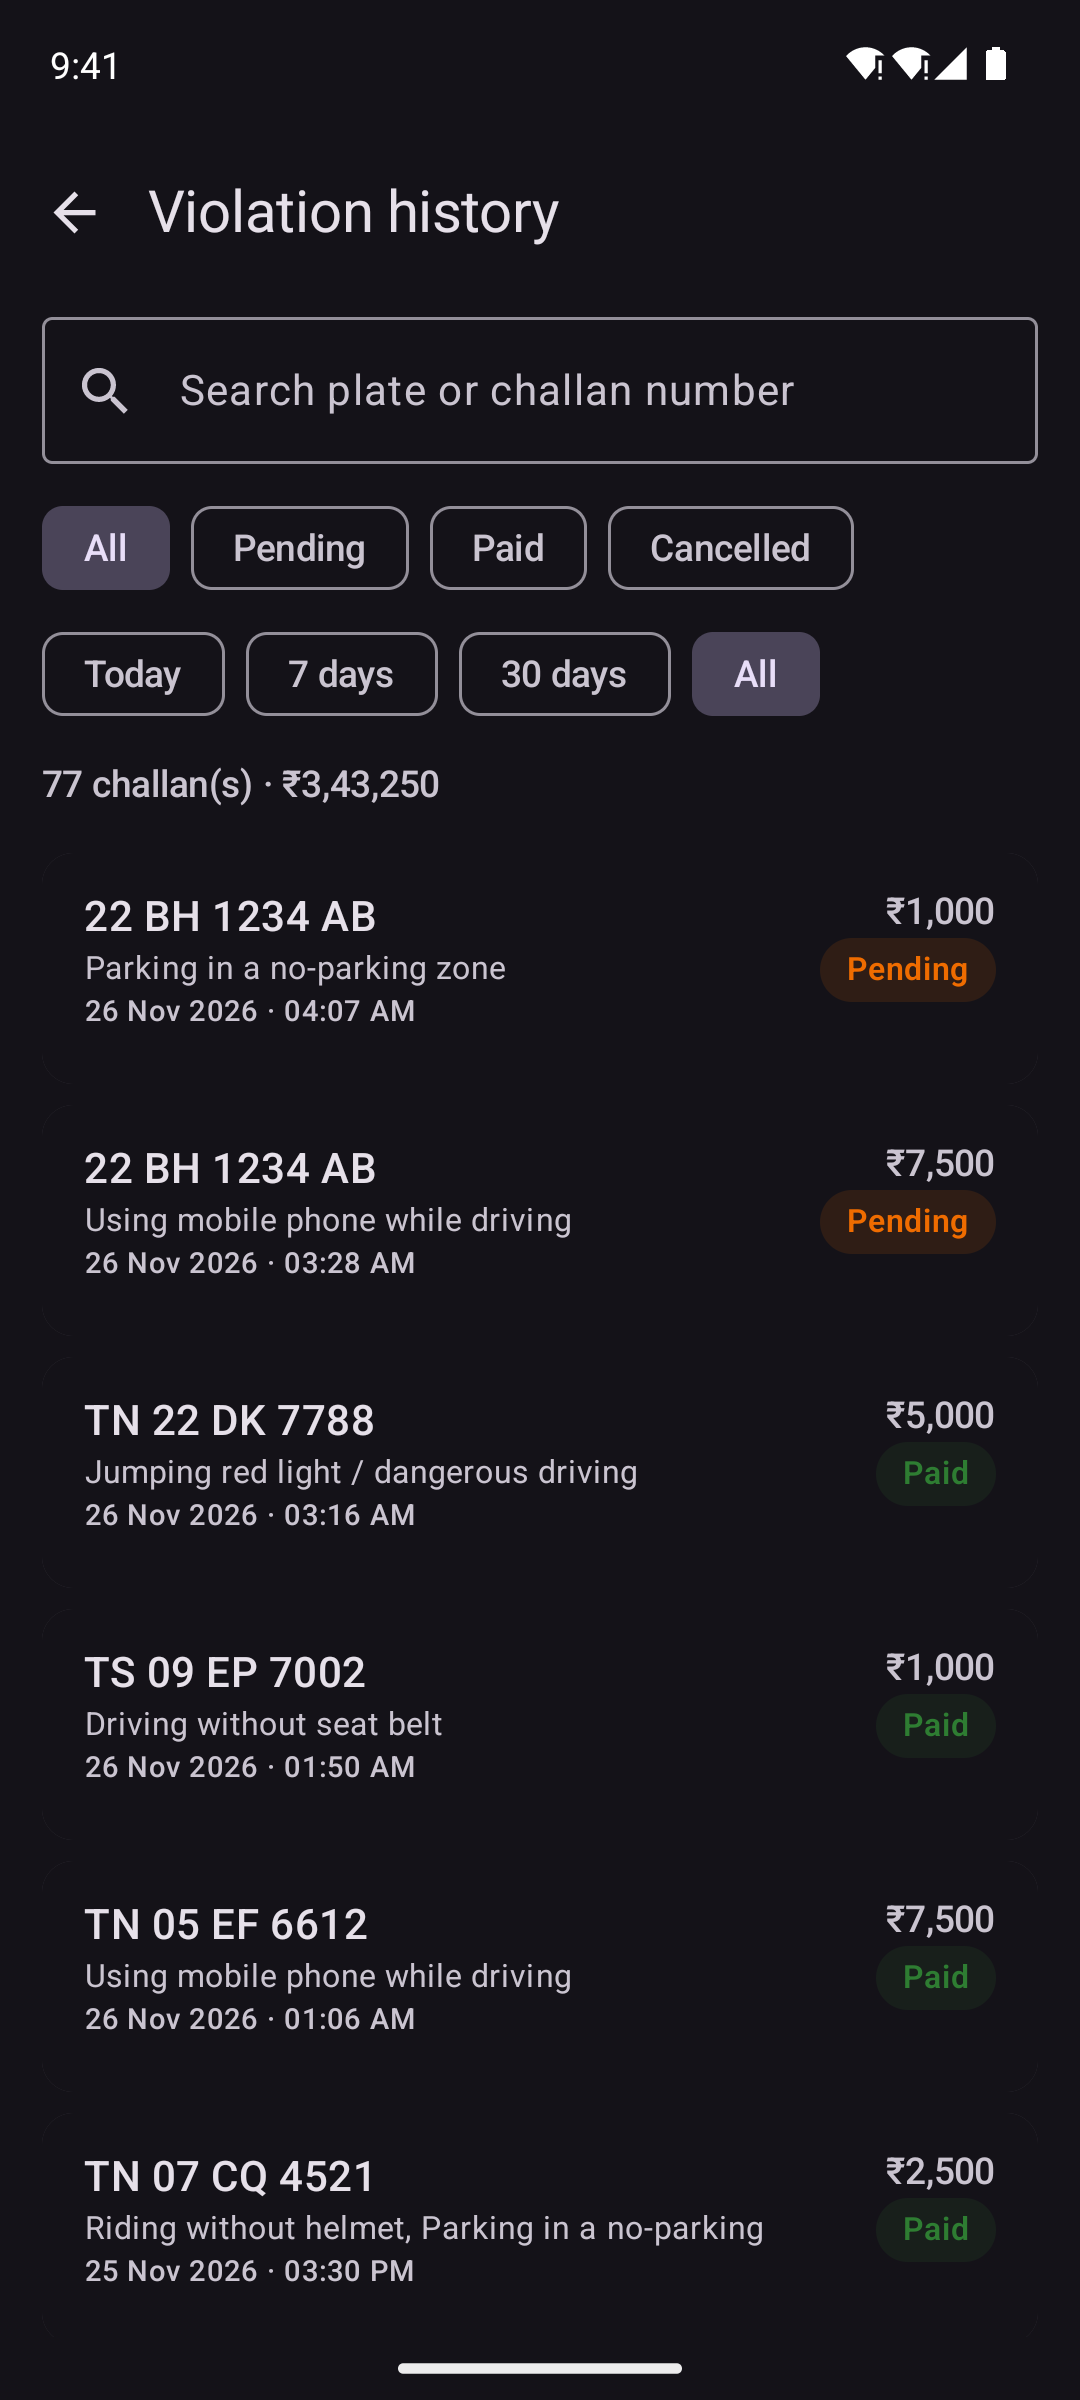 9:41
Violation history
Search plate or challan number
All
Pending
Paid
Cancelled
Today
7 days
30 days
All
77 challan(s) · ₹3,43,250
22 BH 1234 AB
₹1,000
Parking in a no-parking zone
Pending
26 Nov 2026 · 04:07 AM
22 BH 1234 AB
₹7,500
Using mobile phone while driving
Pending
26 Nov 2026 · 03:28 AM
TN 22 DK 7788
₹5,000
Jumping red light / dangerous driving
Paid
26 Nov 2026 · 03:16 AM
TS 09 EP 7002
₹1,000
Driving without seat belt
Paid
26 Nov 2026 · 01:50 AM
TN 05 EF 6612
₹7,500
Using mobile phone while driving
Paid
26 Nov 2026 · 01:06 AM
TN 07 CQ 4521
₹2,500
Riding without helmet, Parking in a no-parking
Paid
25 Nov 2026 · 03:30 PM